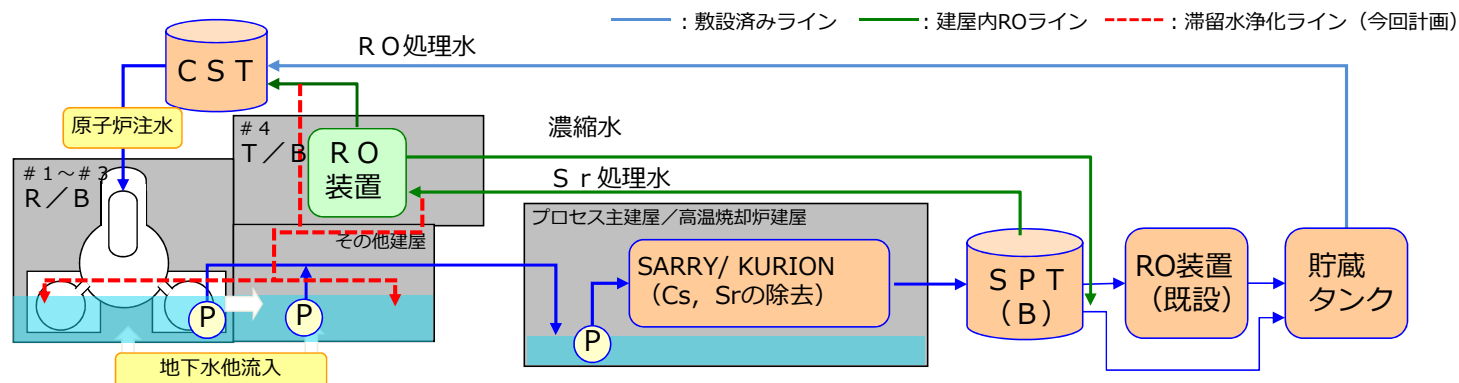 ：敷設済みライン
：建屋内ROライン
：滞留水浄化ライン（今回計画）
ＲＯ処理水
ＣＳＴ
原子炉注水
＃４
Ｔ／Ｂ
ＲＯ
装置
濃縮水
Ｓｒ処理水
＃１～＃３
Ｒ／Ｂ
その他建屋
プロセス主建屋／高温焼却炉建屋
SARRY/ KURION
（Cs，Srの除去）
ＳＰＴ
（Ｂ）
RO装置
（既設）
貯蔵
タンク
P
P
P
地下水他流入